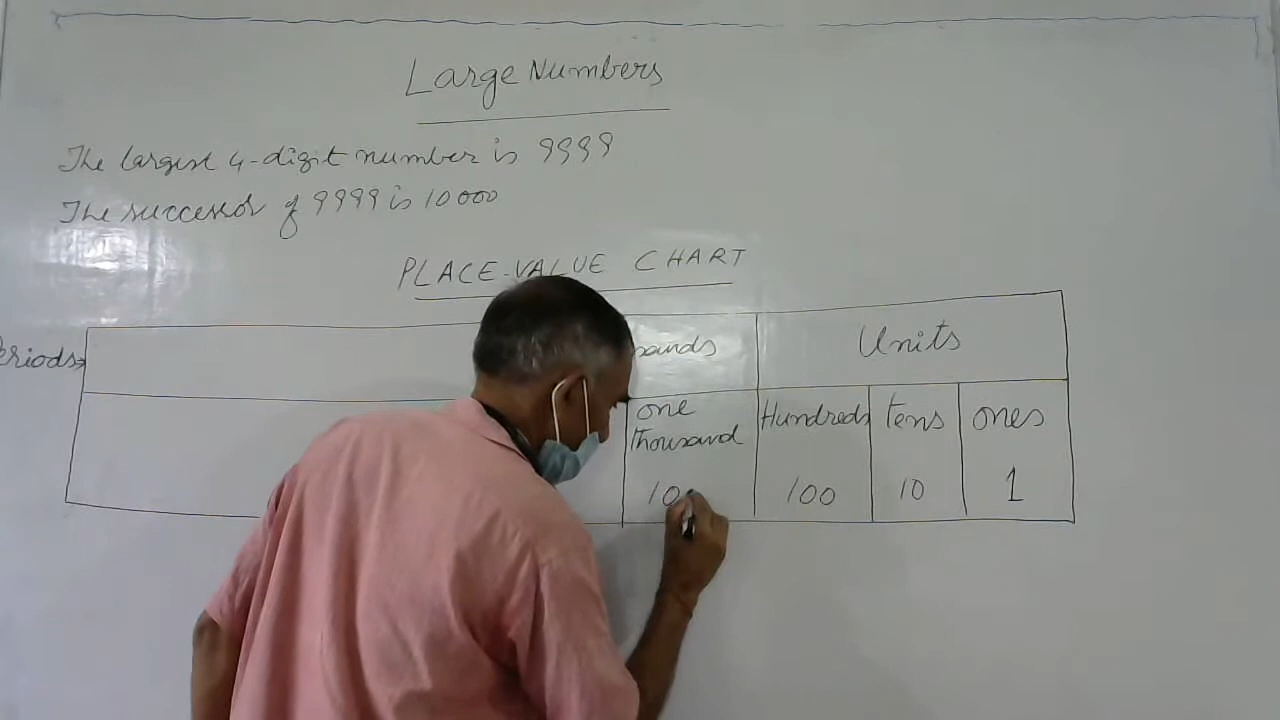 Large Numbers
The largest 4-digit number is 9999
The successor of 9999 is 10000
PLACE-VALUE CHART
Units
one Hundreds tens ones
thousand
100 10 1